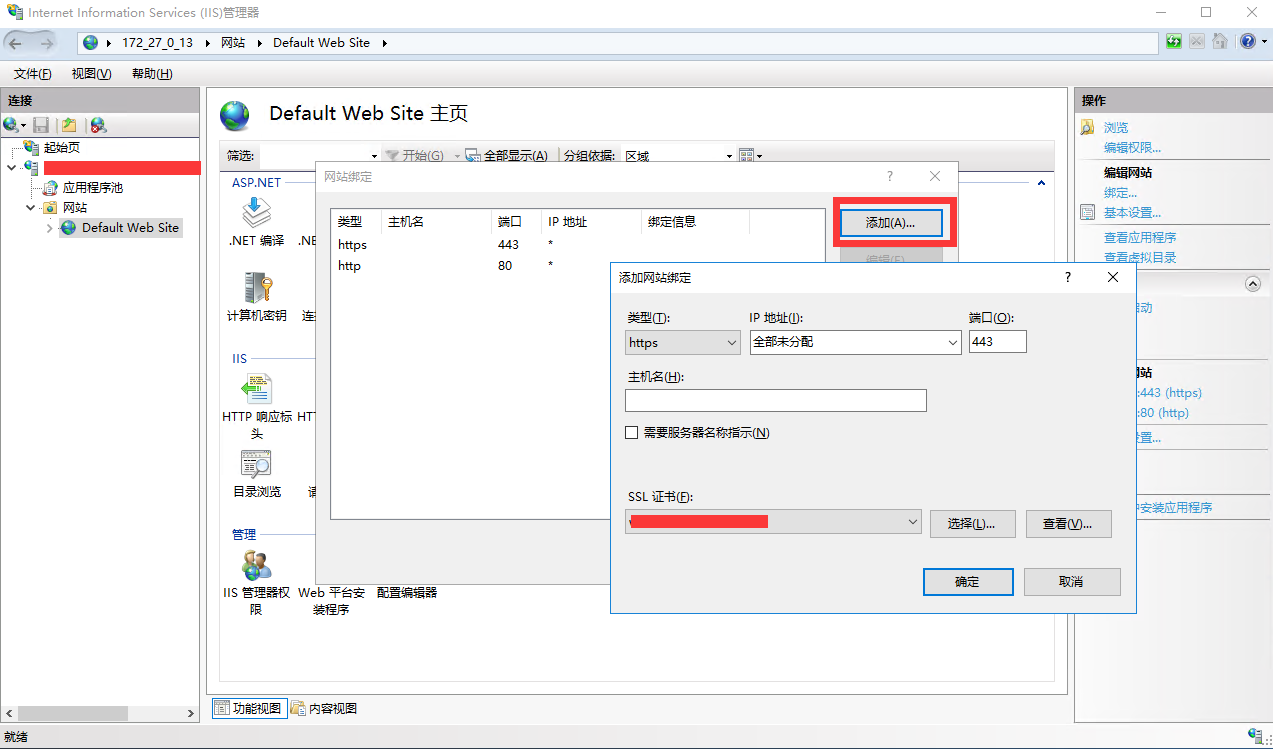 Internet Information Services (IIS)管理器
172_27_0_13 网站 Default Web Site
文件(F) 视图(V) 帮助(H)
连接
起始页
应用程序池
网站
Default Web Site
Default Web Site 主页
筛选: 开始(G) 全部显示(A) 分组依据: 区域
ASP.NET
.NET 编译
.NE
计算机密钥
连
IIS
HTTP 响应标头
HT
目录浏览
请
管理
IIS 管理器权限
Web 平台安装程序
配置编辑器
功能视图 内容视图
网站绑定
类型 主机名 端口 IP 地址 绑定信息
https 443 *
http 80 *
添加(A)...
编辑(E)
添加网站绑定
类型(T): IP 地址(I): 端口(O):
https 全部未分配 443
主机名(H):
需要服务器名称指示(N)
SSL 证书(F):
选择(L)... 查看(V)...
确定 取消
操作
浏览
编辑权限...
编辑网站
绑定...
基本设置...
查看应用程序
查看虚拟目录
动
网站
:443 (https)
:80 (http)
置...
安装应用程序
就绪